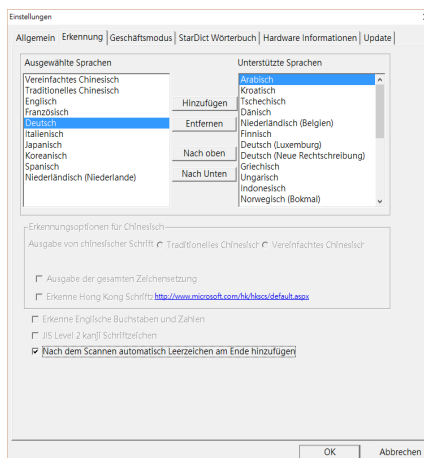 Einstellungen
Allgemein Erkennung Geschäftsmodus StarDict Wörterbuch Hardware Informationen Update
Ausgewählte Sprachen
Vereinfachtes Chinesisch
Traditionelles Chinesisch
Englisch
Französisch
Deutsch
Italienisch
Japanisch
Koreanisch
Spanisch
Niederländisch (Niederlande)
Hinzufügen
Entfernen
Nach oben
Nach Unten
Unterstützte Sprachen
Arabisch
Kroatisch
Tschechisch
Dänisch
Niederländisch (Belgien)
Finnisch
Deutsch (Luxemburg)
Deutsch (Neue Rechtschreibung)
Griechisch
Ungarisch
Indonesisch
Norwegisch (Bokmal)
Erkennungsoptionen für Chinesisch
Ausgabe von chinesischer Schrift Traditionelles Chinesisch Vereinfachtes Chinesisch
Ausgabe der gesamten Zeichensetzung
Erkenne Hong Kong Schriftz http://www.microsoft.com/hk/hkscs/default.aspx
Erkenne Englische Buchstaben und Zahlen
JIS Level 2 kanji Schriftzeichen
Nach dem Scannen automatisch Leerzeichen am Ende hinzufügen
OK Abbrechen